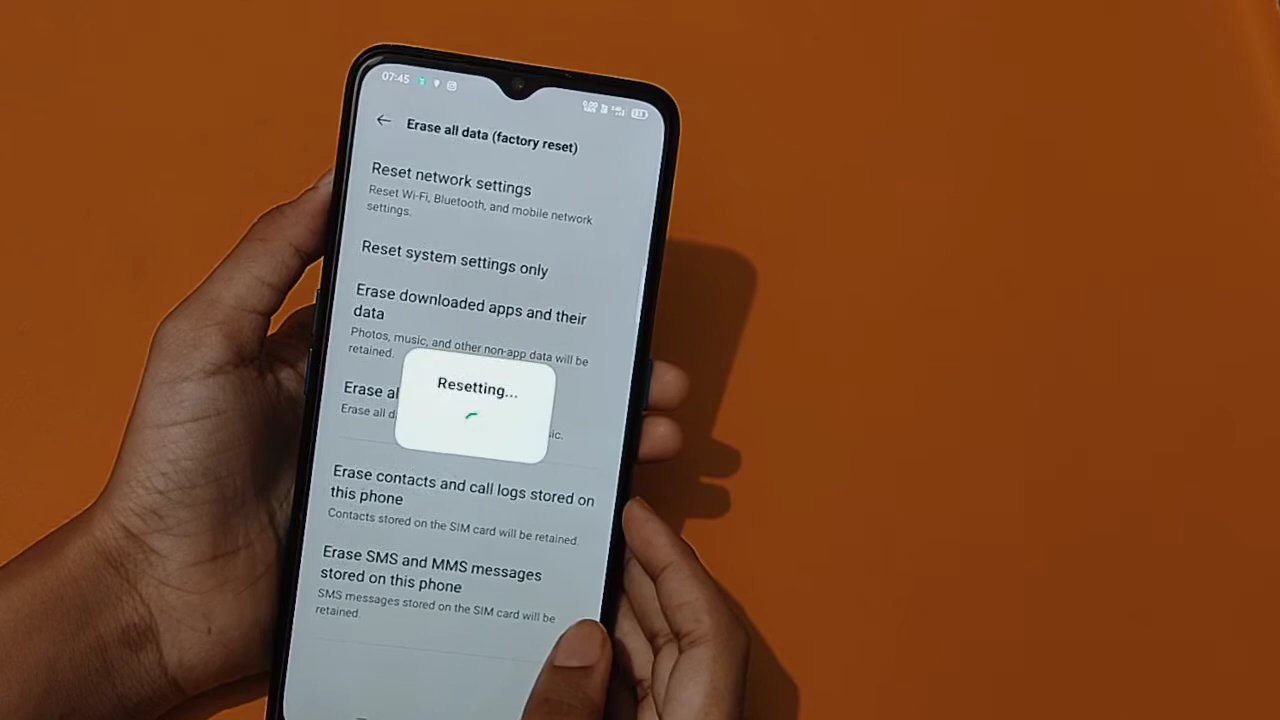 07:45
Erase all data (factory reset)
Reset network settings
Reset Wi-Fi, Bluetooth, and mobile network
settings.
Reset system settings only
Erase downloaded apps and their
data
Photos, music, and other non-app data will be
retained.
Erase al
Erase all d
ic.
Resetting...
Erase contacts and call logs stored on
this phone
Contacts stored on the SIM card will be retained.
Erase SMS and MMS messages
stored on this phone
SMS messages stored on the SIM card will be
retained.